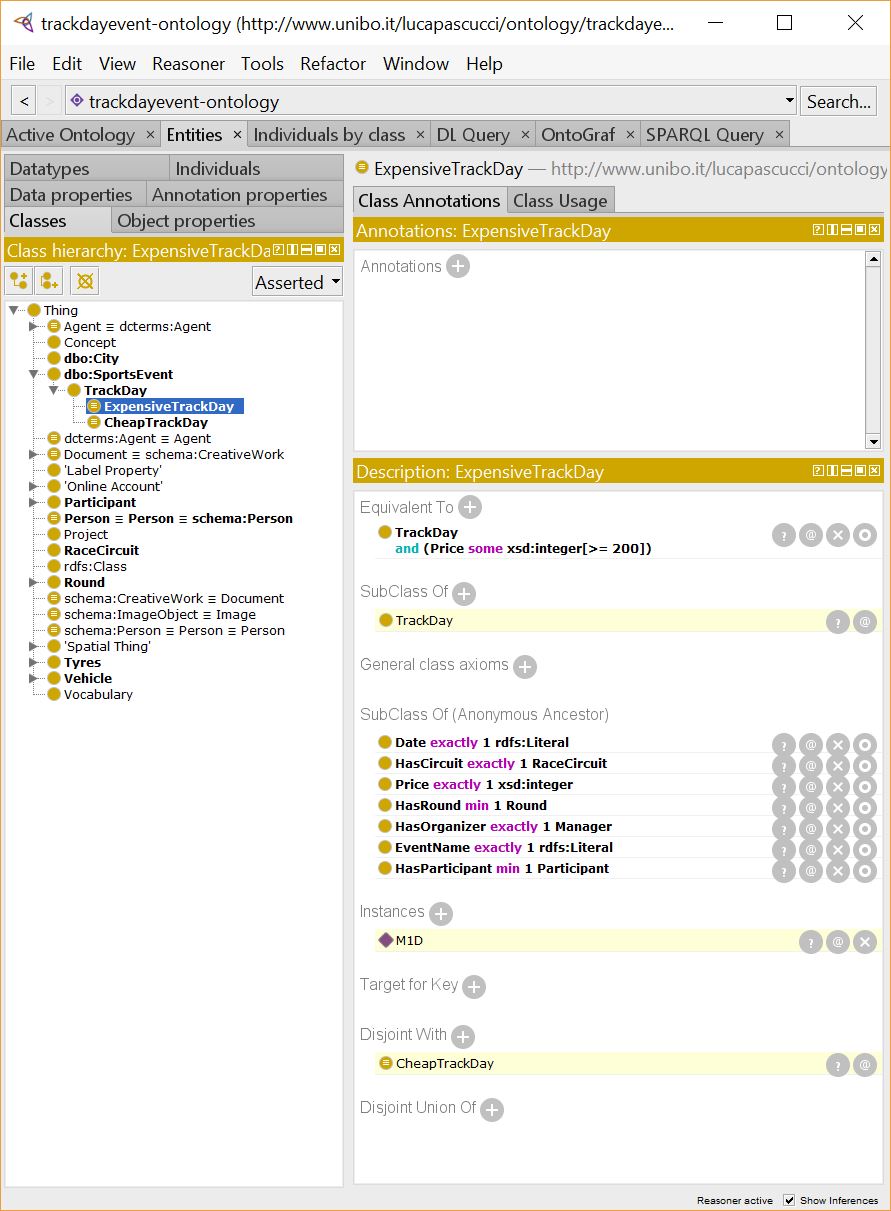 trackdayevent-ontology (http://www.unibo.it/lucapascucci/ontology/trackdaye...
File Edit View Reasoner Tools Refactor Window Help
< > trackdayevent-ontology Search...
Active Ontology × Entities × Individuals by class × DL Query × OntoGraf × SPARQL Query ×
Datatypes Individuals
Data properties Annotation properties
Classes Object properties
Class hierarchy: ExpensiveTrackDa
Asserted
Thing
Agent ≡ dcterms:Agent
Concept
dbo:City
dbo:SportsEvent
TrackDay
ExpensiveTrackDay
CheapTrackDay
dcterms:Agent ≡ Agent
Document ≡ schema:CreativeWork
'Label Property'
'Online Account'
Participant
Person ≡ Person ≡ schema:Person
Project
RaceCircuit
rdfs:Class
Round
schema:CreativeWork ≡ Document
schema:ImageObject ≡ Image
schema:Person ≡ Person ≡ Person
'Spatial Thing'
Tyres
Vehicle
Vocabulary
ExpensiveTrackDay — http://www.unibo.it/lucapascucci/ontology
Class Annotations Class Usage
Annotations: ExpensiveTrackDay
Annotations
Description: ExpensiveTrackDay
Equivalent To
TrackDay
and (Price some xsd:integer[>= 200])
SubClass Of
TrackDay
General class axioms
SubClass Of (Anonymous Ancestor)
Date exactly 1 rdfs:Literal
HasCircuit exactly 1 RaceCircuit
Price exactly 1 xsd:integer
HasRound min 1 Round
HasOrganizer exactly 1 Manager
EventName exactly 1 rdfs:Literal
HasParticipant min 1 Participant
Instances
M1D
Target for Key
Disjoint With
CheapTrackDay
Disjoint Union Of
Reasoner active Show Inferences